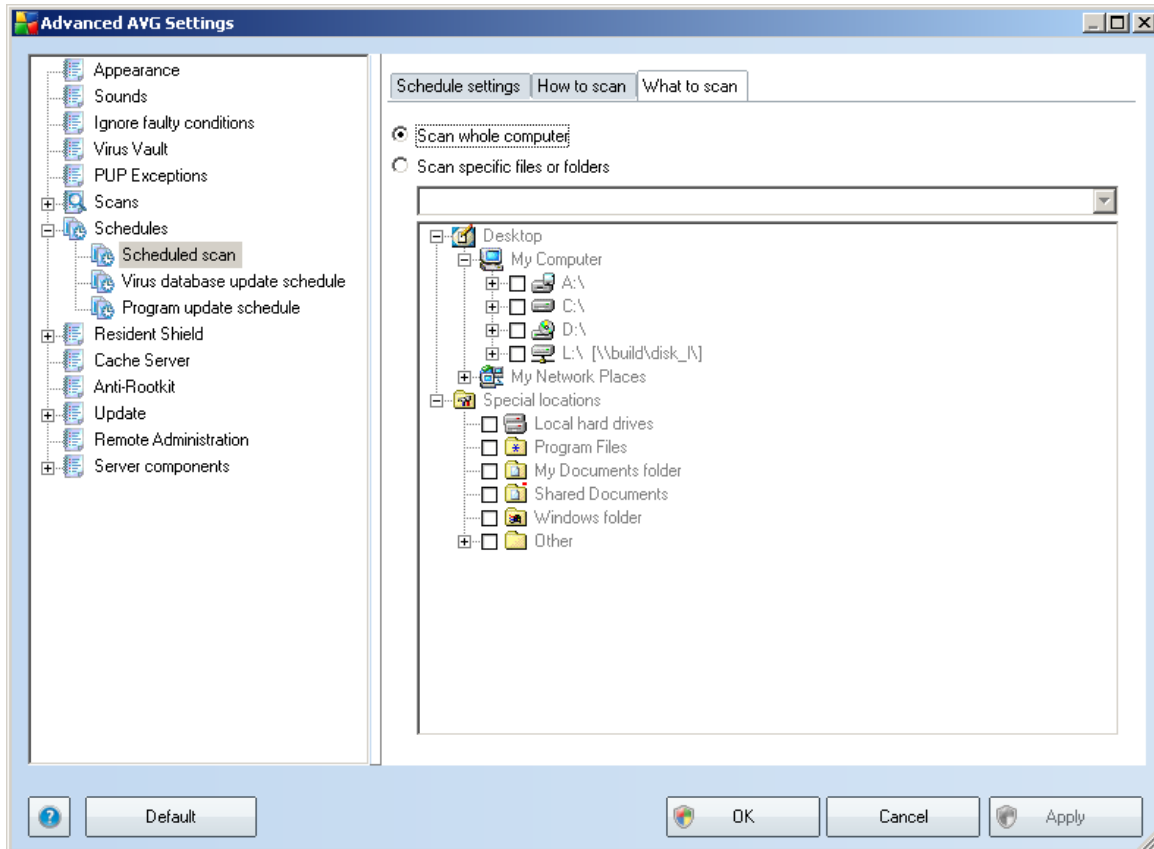 Advanced AVG Settings
Appearance
Sounds
Ignore faulty conditions
Virus Vault
PUP Exceptions
Scans
Schedules
Scheduled scan
Virus database update schedule
Program update schedule
Resident Shield
Cache Server
Anti-Rootkit
Update
Remote Administration
Server components
Schedule settings
How to scan
What to scan
Scan whole computer
Scan specific files or folders
Desktop
My Computer
A:\
C:\
D:\
L:\ [\\build\disk_l\]
My Network Places
Special locations
Local hard drives
Program Files
My Documents folder
Shared Documents
Windows folder
Other
?
Default
OK
Cancel
Apply